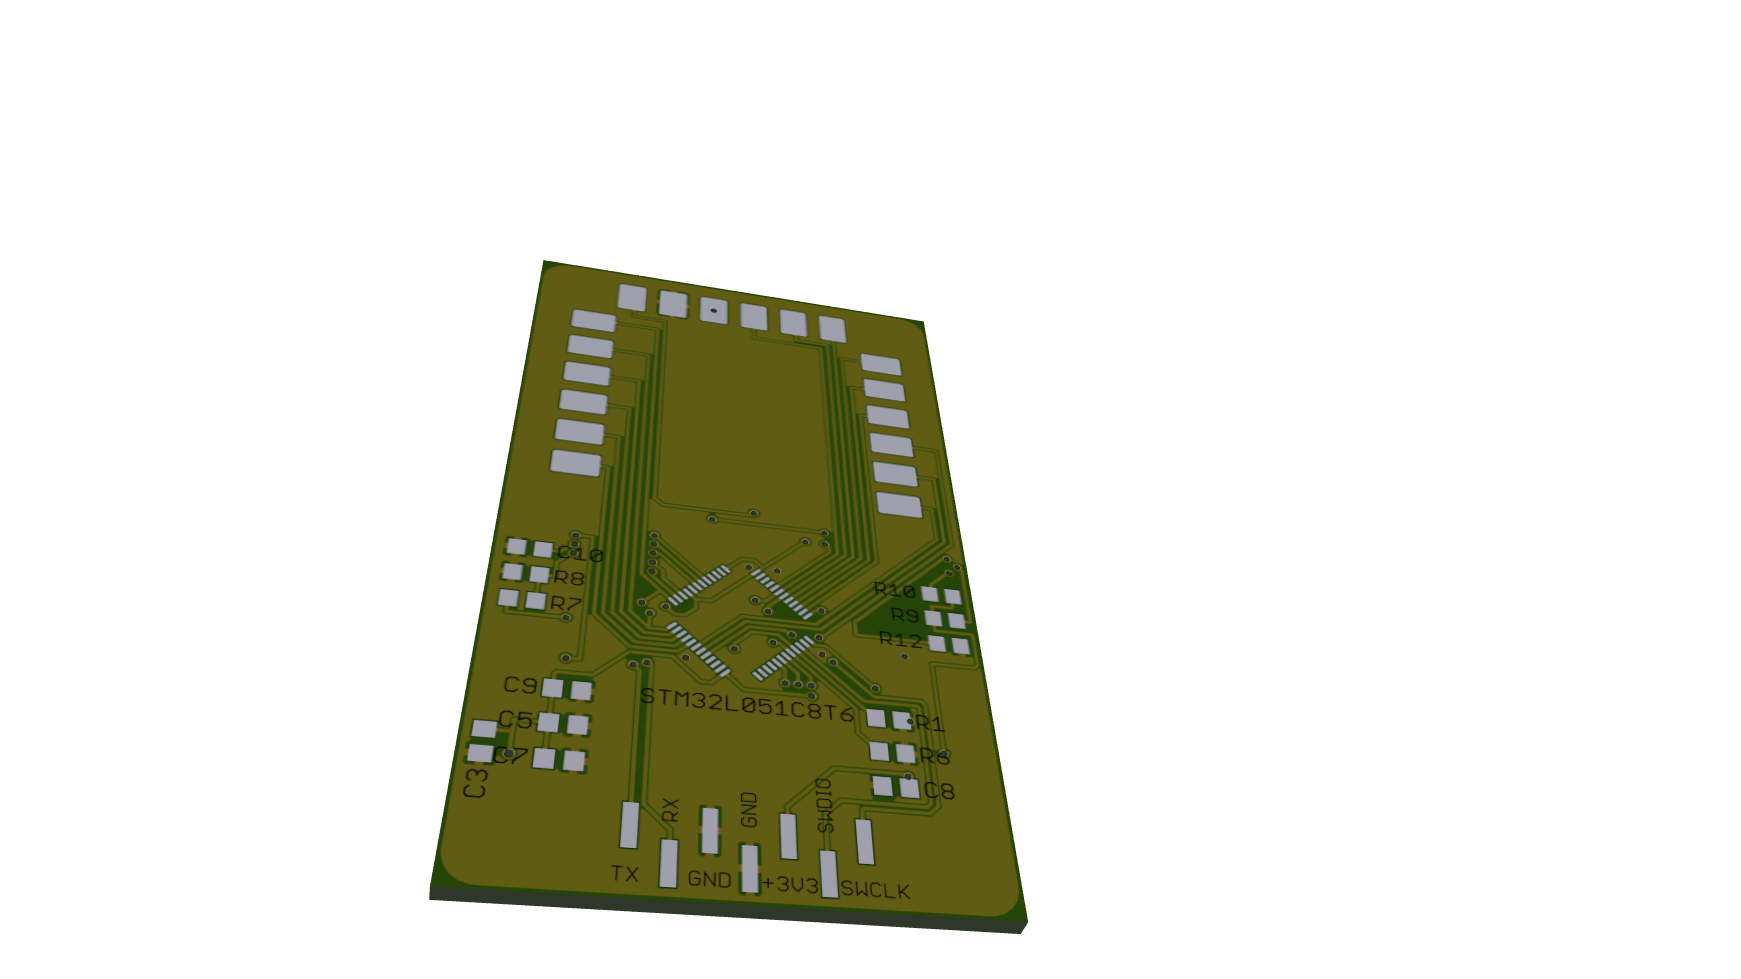 C10
R8
R7
R10
R9
R12
C9
C5
C7
C3
STM32L051C8T6
R1
R6
C8
RX
GND
SWDIO
TX
GND
+3V3
SWCLK